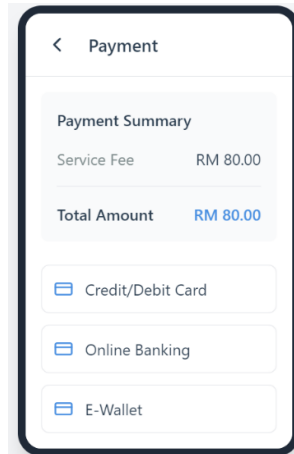 Payment
Payment Summary
Service Fee RM 80.00
Total Amount RM 80.00
Credit/Debit Card
Online Banking
E-Wallet